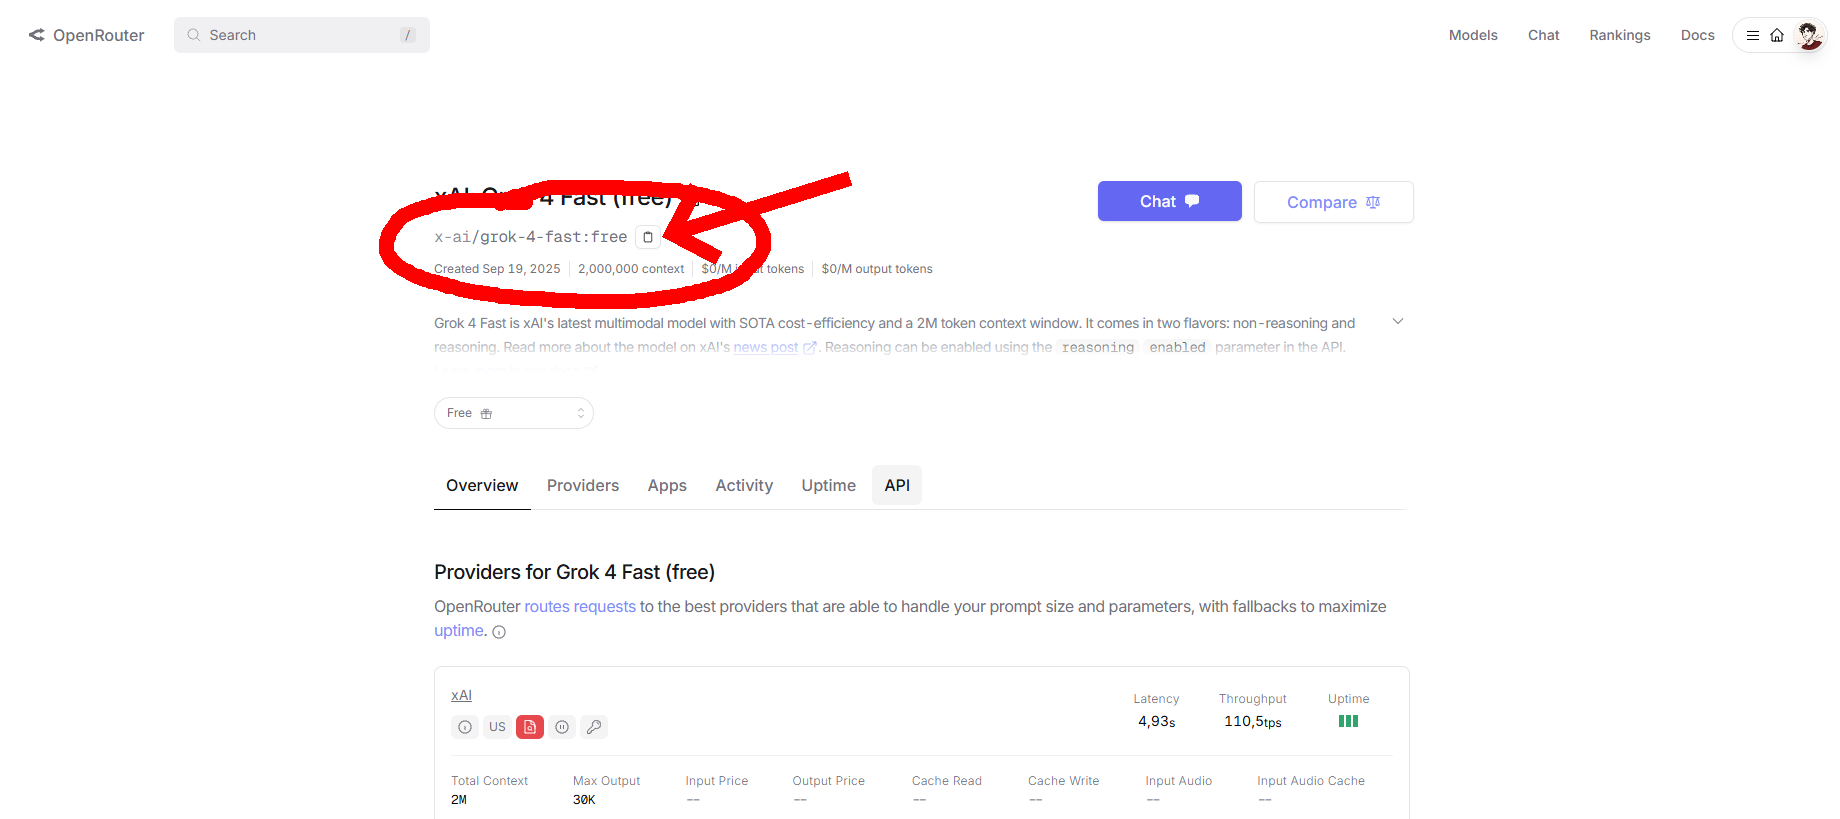 OpenRouter
Search /
Models Chat Rankings Docs
4 Fast (free)
Chat
Compare
x-ai/grok-4-fast:free
Created Sep 19, 2025 2,000,000 context $0/M tokens $0/M output tokens
Grok 4 Fast is xAI's latest multimodal model with SOTA cost-efficiency and a 2M token context window. It comes in two flavors: non-reasoning and
reasoning. Read more about the model on xAI's news post. Reasoning can be enabled using the reasoning enabled parameter in the API.
Free
Overview Providers Apps Activity Uptime API
Providers for Grok 4 Fast (free)
OpenRouter routes requests to the best providers that are able to handle your prompt size and parameters, with fallbacks to maximize
uptime.
xAI
Latency Throughput Uptime
US
4,93s 110,5tps
Total Context Max Output Input Price Output Price Cache Read Cache Write Input Audio Input Audio Cache
2M 30K -- -- -- -- -- --